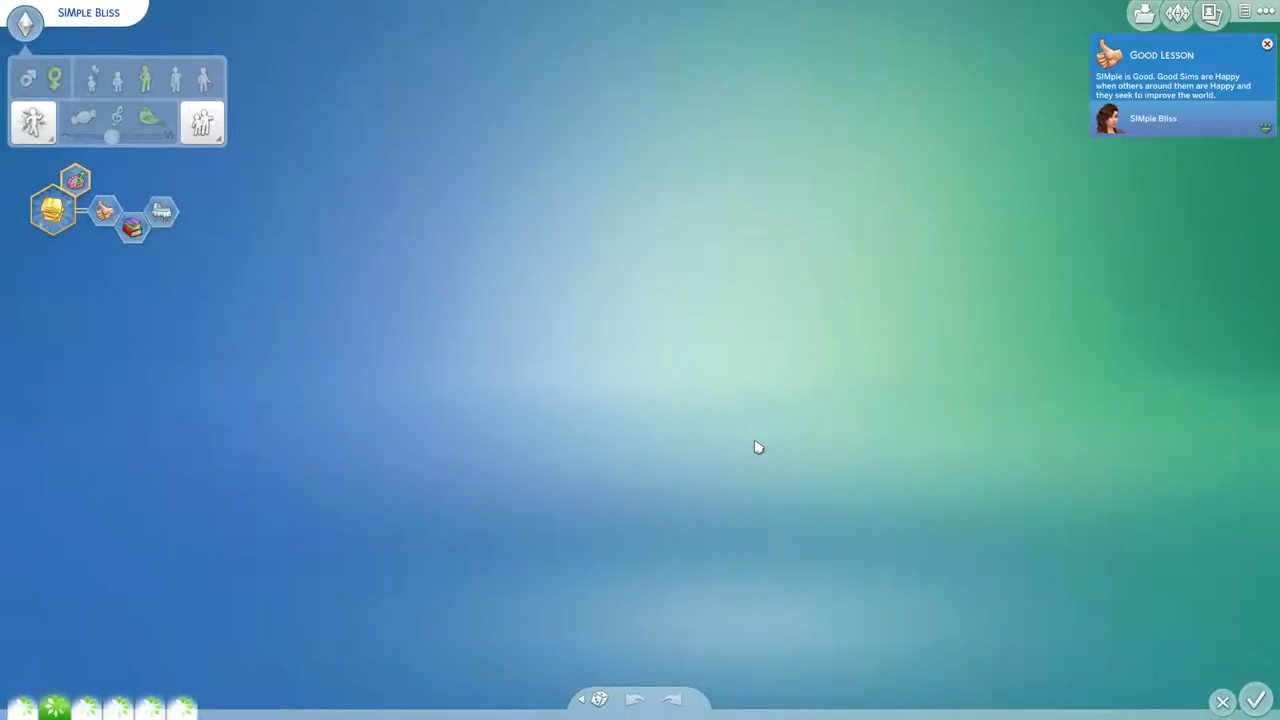 SIMPLE BLISS
GOOD LESSON
SIMple is Good. Good Sims are Happy
when others around them are Happy and
they seek to improve the world.
SIMple Bliss